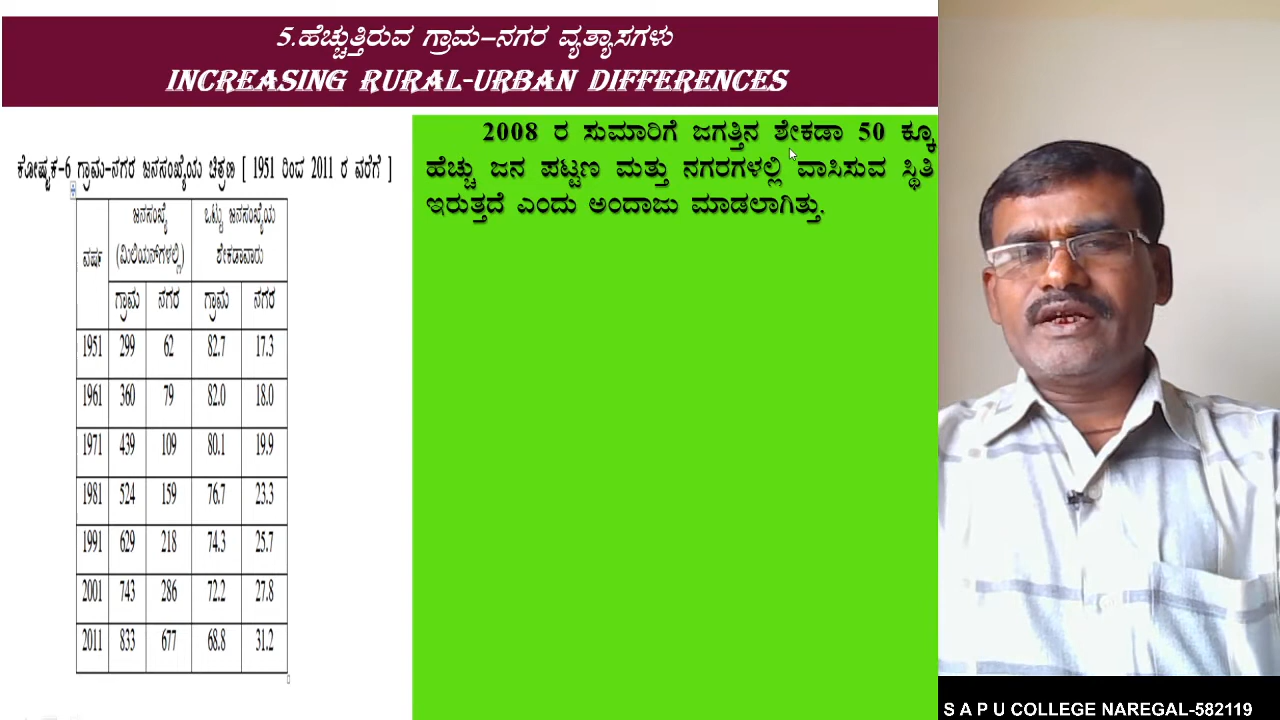 5.ಹೆಚ್ಚುತ್ತಿರುವ ಗ್ರಾಮ-ನಗರ ವ್ಯತ್ಯಾಸಗಳು
INCREASING RURAL-URBAN DIFFERENCES
ಕೋಷ್ಟಕ-6 ಗ್ರಾಮ-ನಗರ ಜನಸಂಖ್ಯೆಯ ಚಿತ್ರಣ [ 1951 ರಿಂದ 2011 ರ ವರೆಗೆ ]
ವರ್ಷ
ಜನಸಂಖ್ಯೆ
(ಮಿಲಿಯನ್‌ಗಳಲ್ಲಿ)
ಒಟ್ಟು ಜನಸಂಖ್ಯೆಯ
ಶೇಕಡಾವಾರು
ಗ್ರಾಮ ನಗರ ಗ್ರಾಮ ನಗರ
1951 299 62 82.7 17.3
1961 360 79 82.0 18.0
1971 439 109 80.1 19.9
1981 524 159 76.7 23.3
1991 629 218 74.3 25.7
2001 743 286 72.2 27.8
2011 833 677 68.8 31.2
2008 ರ ಸುಮಾರಿಗೆ ಜಗತ್ತಿನ ಶೇಕಡಾ 50 ಕ್ಕೂ
ಹೆಚ್ಚು ಜನ ಪಟ್ಟಣ ಮತ್ತು ನಗರಗಳಲ್ಲಿ ವಾಸಿಸುವ ಸ್ಥಿತಿ
ಇರುತ್ತದೆ ಎಂದು ಅಂದಾಜು ಮಾಡಲಾಗಿತ್ತು.
S A P U COLLEGE NAREGAL-582119